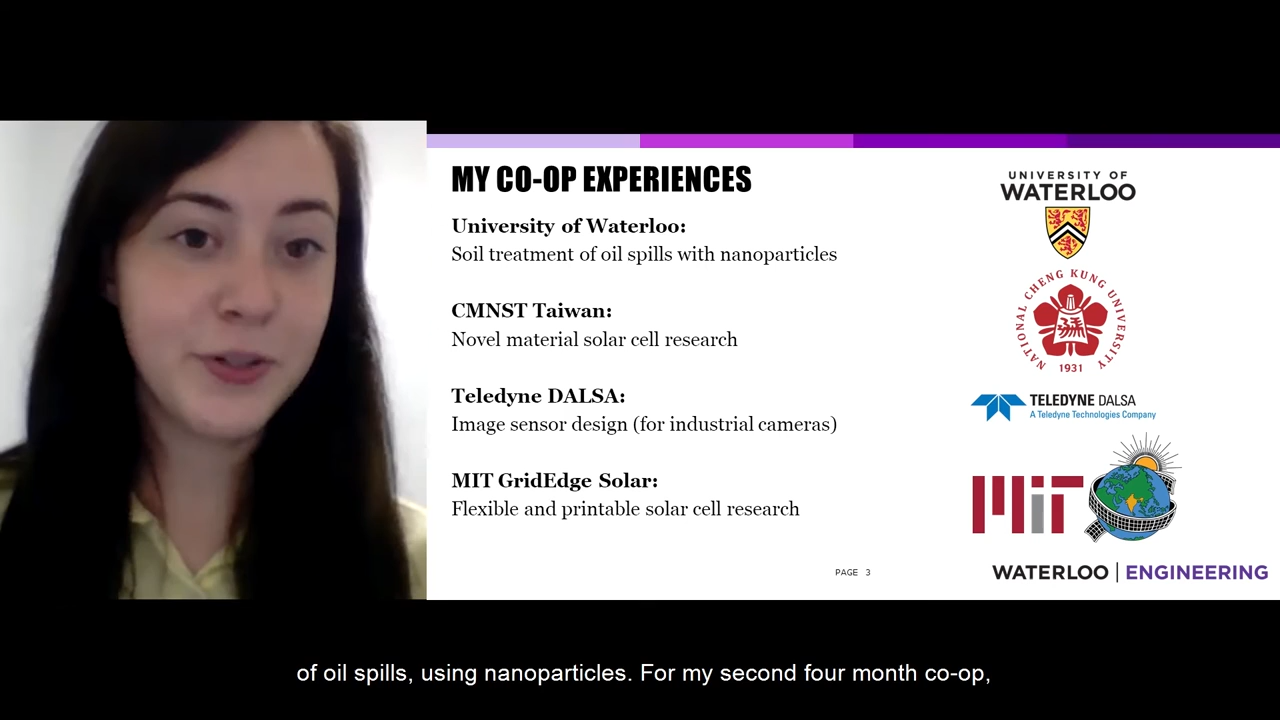 MY CO-OP EXPERIENCES
University of Waterloo:
Soil treatment of oil spills with nanoparticles
CMNST Taiwan:
Novel material solar cell research
Teledyne DALSA:
Image sensor design (for industrial cameras)
MIT GridEdge Solar:
Flexible and printable solar cell research
UNIVERSITY OF
WATERLOO
NATIONAL CHENG KUNG UNIVERSITY
1931
TELEDYNE DALSA
A Teledyne Technologies Company
MIT
PAGE 3
WATERLOO | ENGINEERING
of oil spills, using nanoparticles. For my second four month co-op,